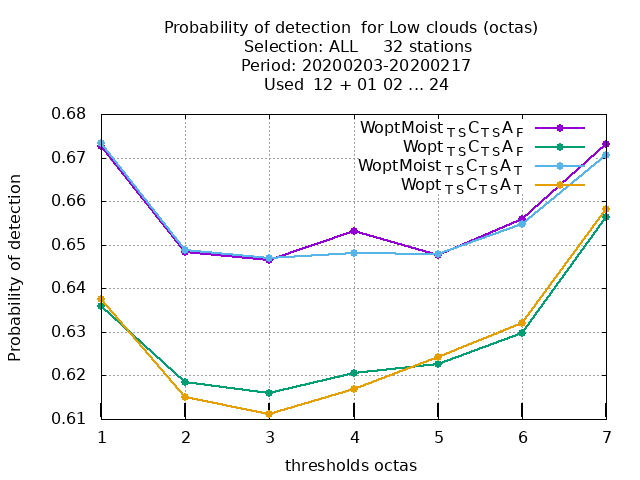 Probability of detection  for Low clouds (octas)
Selection: ALL     32 stations
Period: 20200203-20200217
Used  12 + 01 02 ... 24
WoptMoist TS C TS A F
Wopt TS C TS A F
WoptMoist TS C TS A T
Wopt TS C TS A T
0.68
0.67
0.66
0.65
0.64
0.63
0.62
0.61
Probability of detection
1 2 3 4 5 6 7
thresholds octas